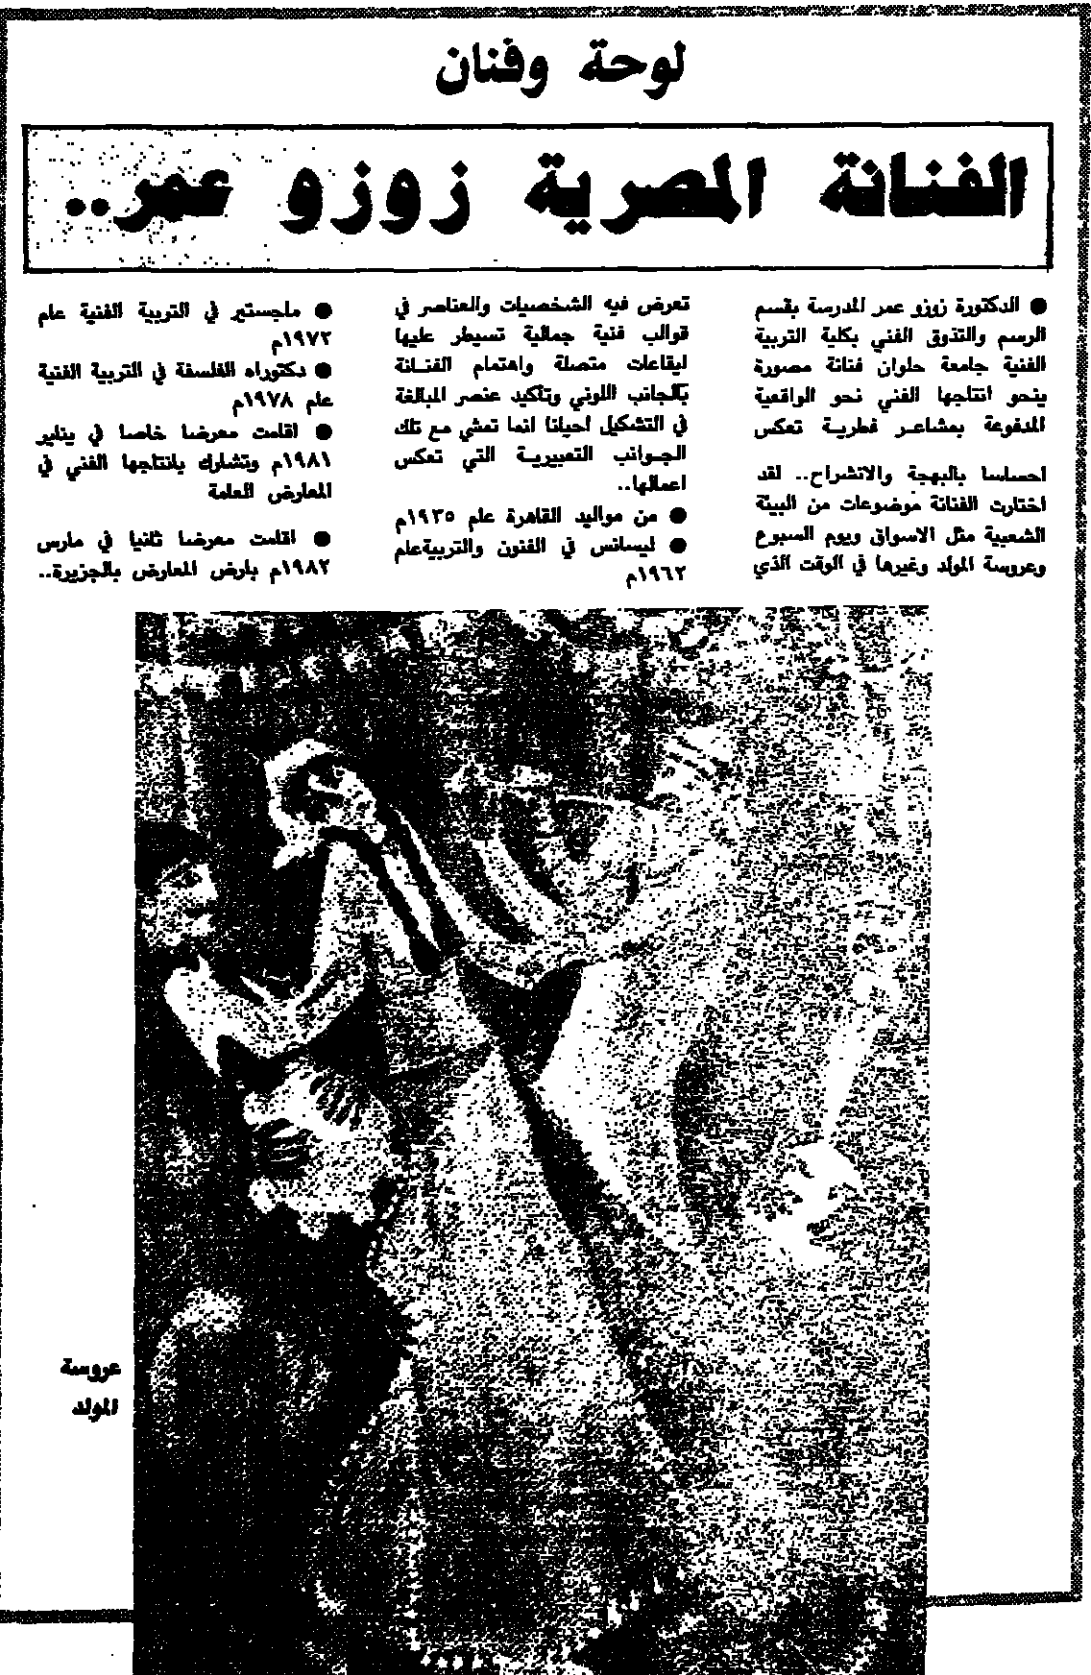 لوحة وفنان
الفنانة المصرية زوزو عمر..
● الدكتورة زوزو عمر المدرسة بقسم
الرسم والتذوق الفني بكلية التربية
الفنية جامعة حلوان فنانة مصورة
ينحو انتاجها الفني نحو الواقعية
المدفوعة بمشاعر فطرية تعكس
احساسا بالبهجة والانشراح.. لقد
اختارت الفنانة موضوعات من البيئة
الشعبية مثل الاسواق ويوم السبوع
وعروسة المولد وغيرها في الوقت الذي
تعرض فيه الشخصيات والعناصر في
قوالب فنية جمالية تسيطر عليها
ايقاعات متصلة واهتمام الفنانة
بالجانب اللوني وتأكيد عنصر المبالغة
في التشكيل احيانا انما تمشي مع تلك
الجوانب التعبيرية التي تعكس
اعمالها..
● من مواليد القاهرة عام ١٩٣٥م
● ليسانس في الفنون والتربية عام
١٩٦٢م
● ماجستير في التربية الفنية عام
١٩٧٢م
● دكتوراه الفلسفة في التربية الفنية
عام ١٩٧٨م
● اقامت معرضا خاصا في يناير
١٩٨١م وتشارك بانتاجها الفني في
المعارض العامة
● اقامت معرضا ثانيا في مارس
١٩٨٢م بارض المعارض بالجزيرة..
عروسة
المولد